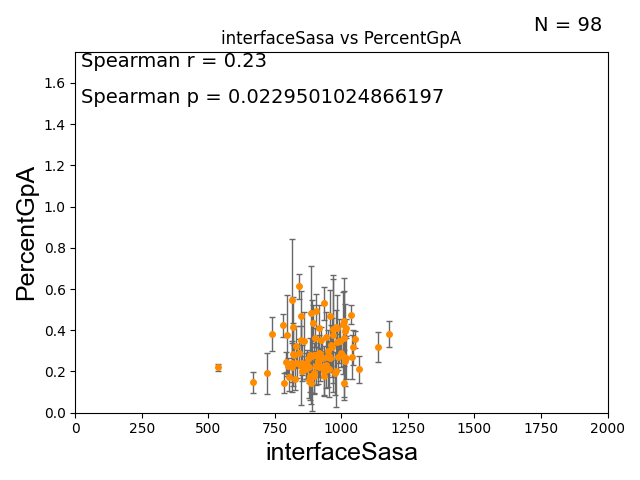 N = 98
interfaceSasa vs PercentGpA
Spearman r = 0.23
Spearman p = 0.0229501024866197
1.6
1.4
1.2
1.0
0.8
0.6
0.4
0.2
0.0
PercentGpA
0 250 500 750 1000 1250 1500 1750 2000
interfaceSasa